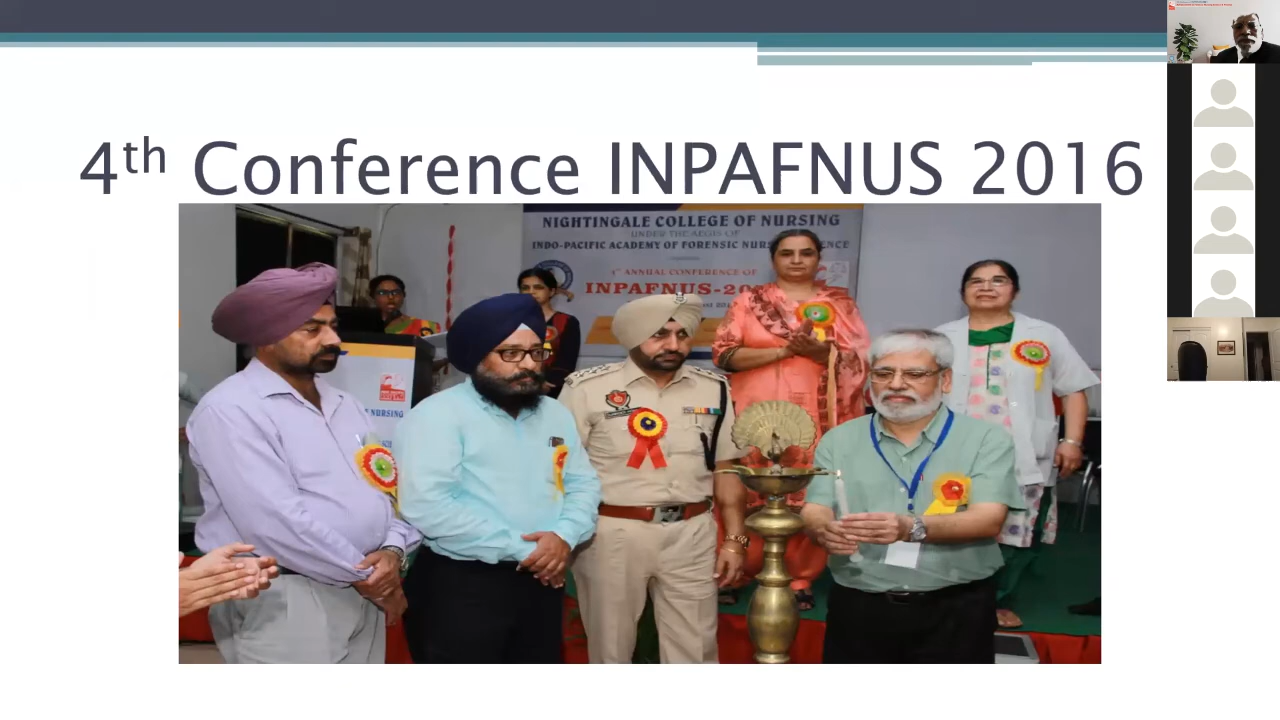 4th Conference INPAFNUS 2016
NIGHTINGALE COLLEGE OF NURSING
UNDER THE AEGIS OF
INDO-PACIFIC ACADEMY OF FORENSIC
ANNUAL CONFERENCE OF
INPAFNUS-20
NURSING